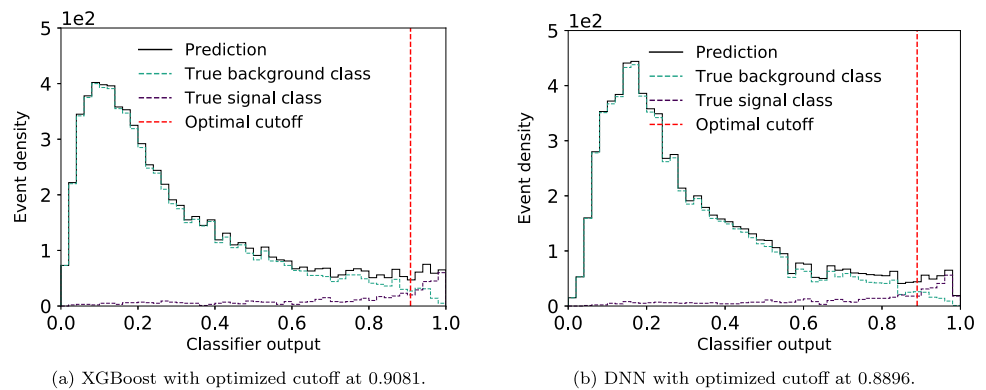 1e2
5
4
3
2
1
0
Event density
Prediction
True background class
True signal class
Optimal cutoff
0.0 0.2 0.4 0.6 0.8 1.0
Classifier output
(a) XGBoost with optimized cutoff at 0.9081.
1e2
5
4
3
2
1
0
Event density
Prediction
True background class
True signal class
Optimal cutoff
0.0 0.2 0.4 0.6 0.8 1.0
Classifier output
(b) DNN with optimized cutoff at 0.8896.